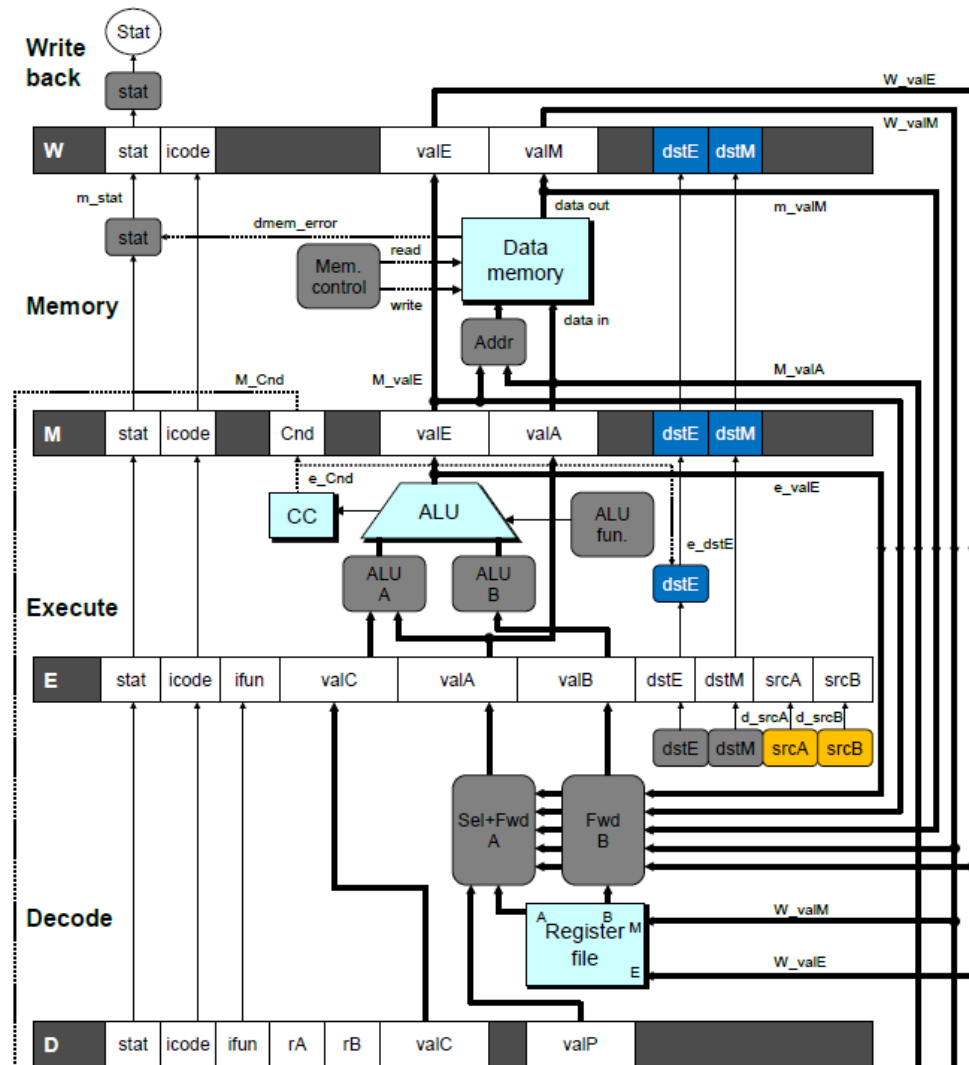 Stat
Write
back
stat
W_valE
W_valM
W stat icode valE valM dstE dstM
m_stat
data out
m_valM
dmem_error
stat
read
Data
memory
Mem.
control
write
Memory
data in
Addr
M_Cnd
M_valE
M_valA
M stat icode Cnd valE valA dstE dstM
e_Cnd
e_valE
CC
ALU
ALU
fun.
e_dstE
ALU
A
ALU
B
dstE
Execute
E stat icode ifun valC valA valB dstE dstM srcA srcB
d_srcA d_srcB
dstE dstM srcA srcB
Sel+Fwd
A
Fwd
B
Decode
A B
M
Register
file
E
W_valM
W_valE
D stat icode ifun rA rB valC valP